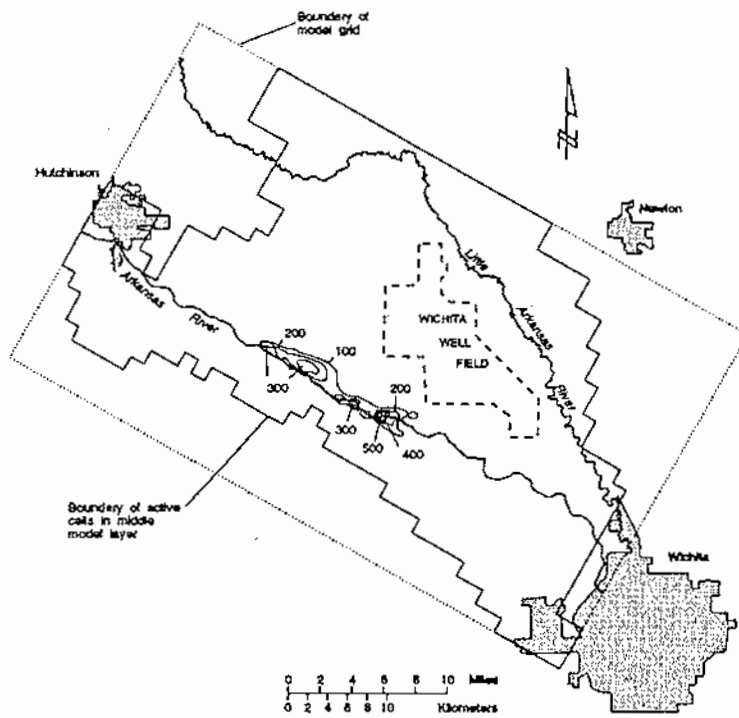 Boundery of
model grid
Hutchinson
Newton
Arkansas
River
Little
Arkansas
River
WICHITA
WELL
FIELD
200
100
300
200
300
500
400
Boundery of active
cells in middle
model layer
Wichita
0 2 4 6 8 10 Miles
0 2 4 6 8 10 Kilometers